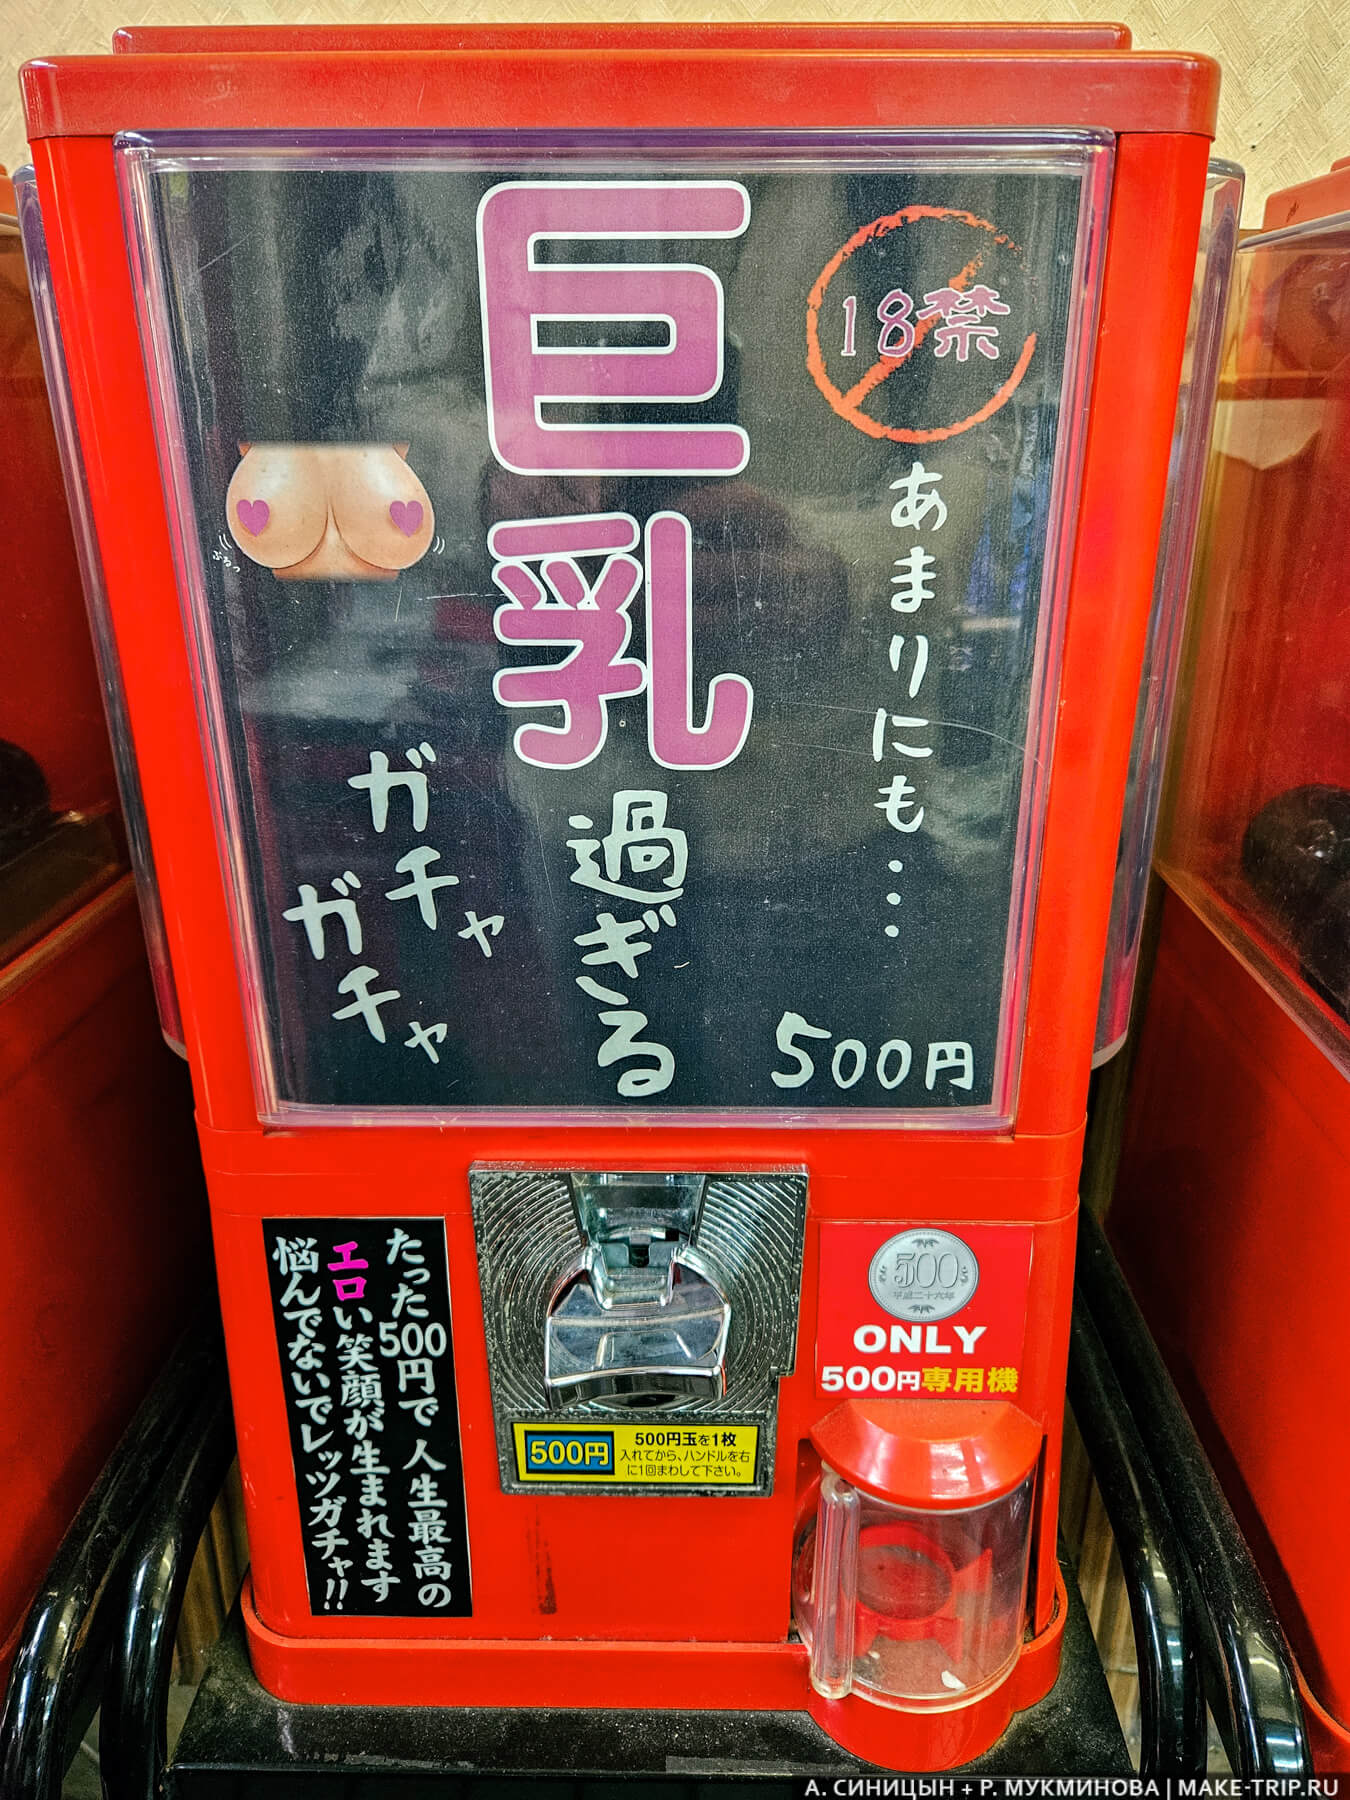 18禁
あまりにも・・・
巨乳
過ぎる
ガチャ
ガチャ
500円
たった500円で 人生最高の
エロい笑顔が生まれます
悩んでないでレッツガチャ!!
500円
500円玉を1枚
入れてから、ハンドルを右
に1回まわして下さい。
500
平成二十六年
ONLY
500円専用機
А. СИНИЦЫН + Р. МУКМИНОВА | MAKE-TRIP.RU